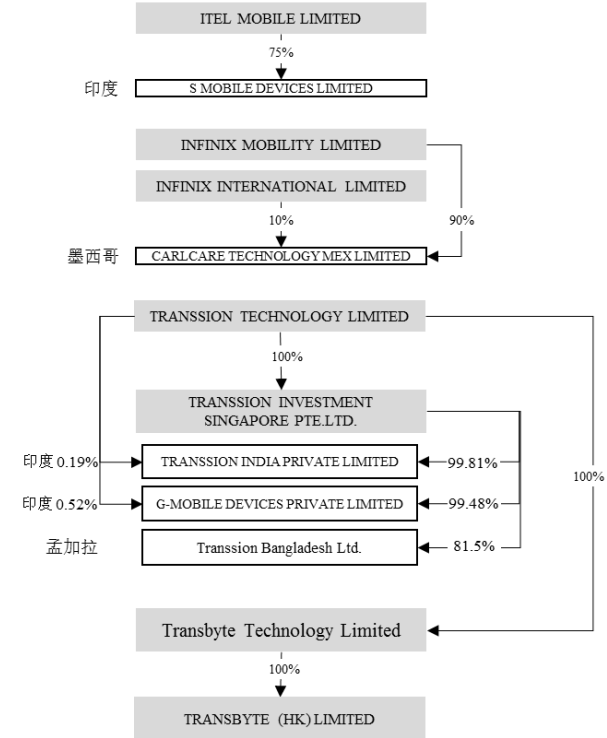 ITEL MOBILE LIMITED
75%
印度
S MOBILE DEVICES LIMITED
INFINIX MOBILITY LIMITED
INFINIX INTERNATIONAL LIMITED
10%
90%
墨西哥
CARLCARE TECHNOLOGY MEX LIMITED
TRANSSION TECHNOLOGY LIMITED
100%
TRANSSION INVESTMENT
SINGAPORE PTE.LTD.
印度 0.19%
TRANSSION INDIA PRIVATE LIMITED
99.81%
100%
印度 0.52%
G-MOBILE DEVICES PRIVATE LIMITED
99.48%
孟加拉
Transsion Bangladesh Ltd.
81.5%
Transbyte Technology Limited
100%
TRANSBYTE (HK) LIMITED